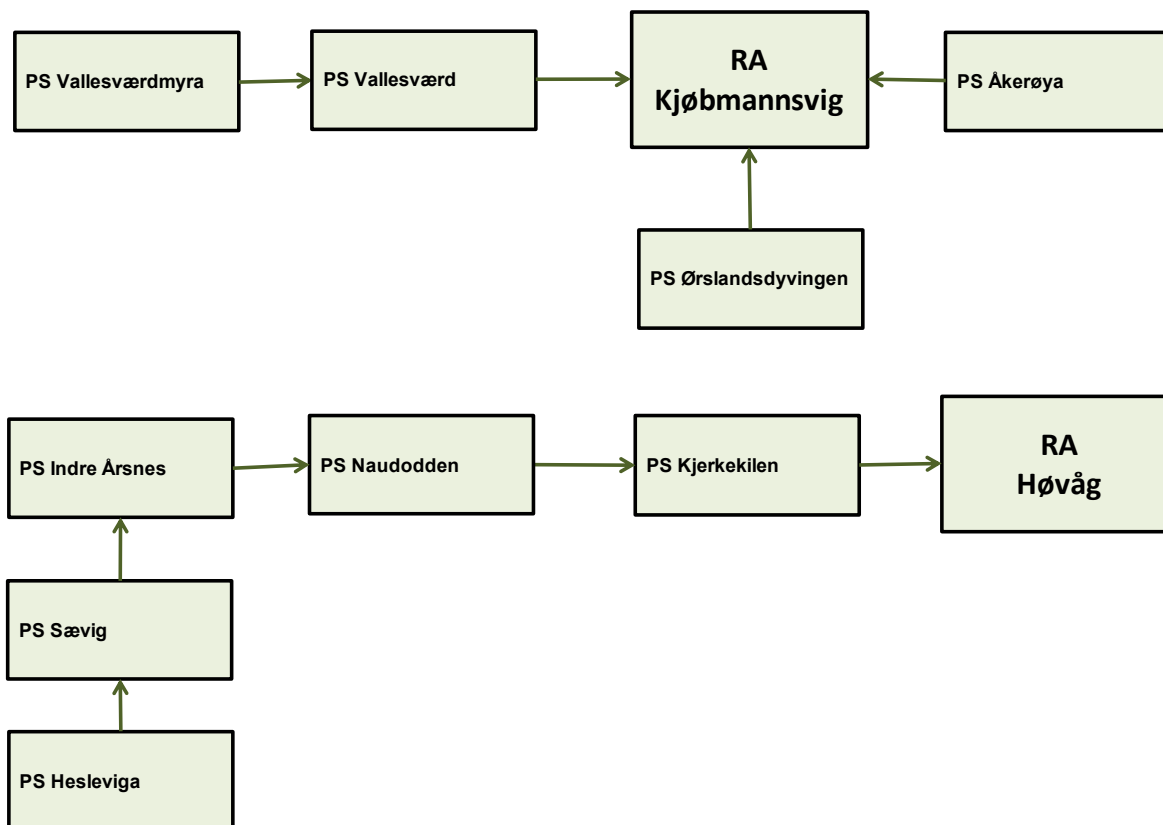 PS Vallesværdmyra
PS Vallesværd
RA
Kjøbmannsvig
PS Åkerøya
PS Ørslandsdyvingen
PS Indre Årsnes
PS Naudodden
PS Kjerkekilen
RA
Høvåg
PS Sævig
PS Hesleviga